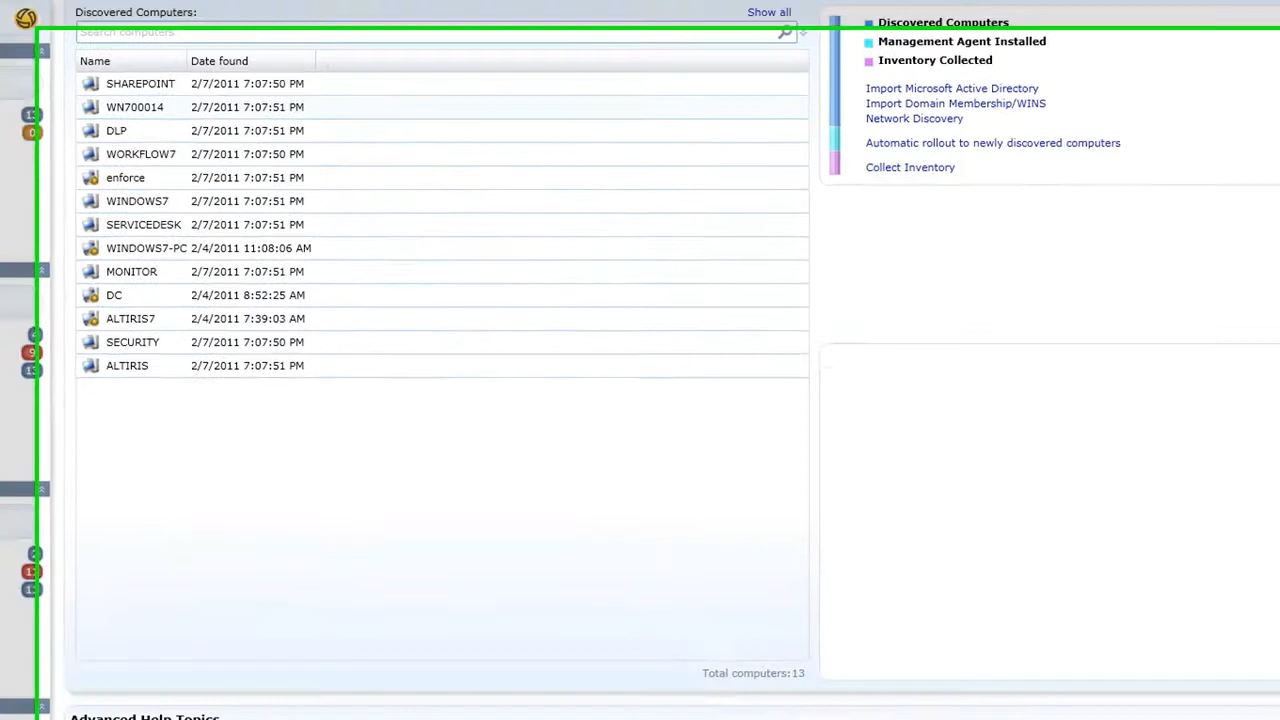 Discovered Computers:
Show all
Search computers
Name Date found
SHAREPOINT 2/7/2011 7:07:50 PM
WN700014 2/7/2011 7:07:51 PM
DLP 2/7/2011 7:07:51 PM
WORKFLOW7 2/7/2011 7:07:50 PM
enforce 2/7/2011 7:07:51 PM
WINDOWS7 2/7/2011 7:07:51 PM
SERVICEDESK 2/7/2011 7:07:51 PM
WINDOWS7-PC 2/4/2011 11:08:06 AM
MONITOR 2/7/2011 7:07:51 PM
DC 2/4/2011 8:52:25 AM
ALTIRIS7 2/4/2011 7:39:03 AM
SECURITY 2/7/2011 7:07:50 PM
ALTIRIS 2/7/2011 7:07:51 PM
Total computers:13
Discovered Computers
Management Agent Installed
Inventory Collected
Import Microsoft Active Directory
Import Domain Membership/WINS
Network Discovery
Automatic rollout to newly discovered computers
Collect Inventory
Advanced Help Topics